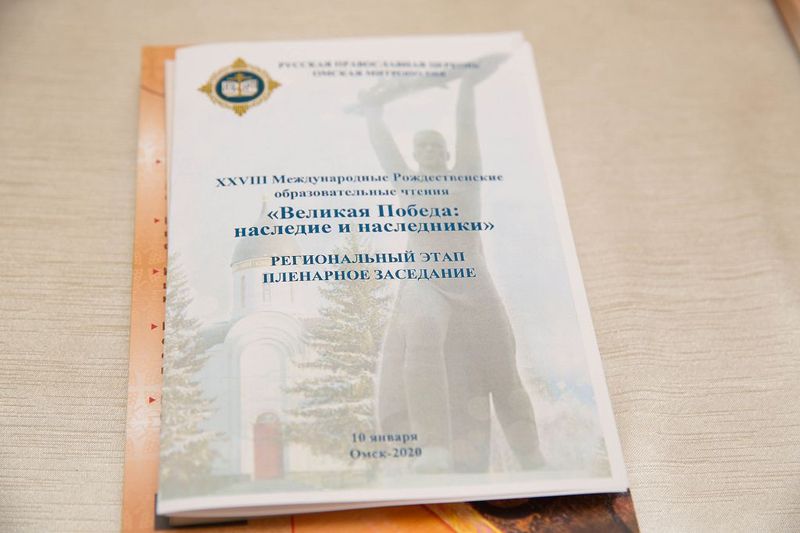 РУССКАЯ ПРАВОСЛАВНАЯ ЦЕРКОВЬ
ОМСКАЯ МИТРОПОЛИЯ
XXVIII Международные Рождественские
образовательные чтения
«Великая Победа:
наследие и наследники»
РЕГИОНАЛЬНЫЙ ЭТАП
ПЛЕНАРНОЕ ЗАСЕДАНИЕ
10 января
Омск-2020